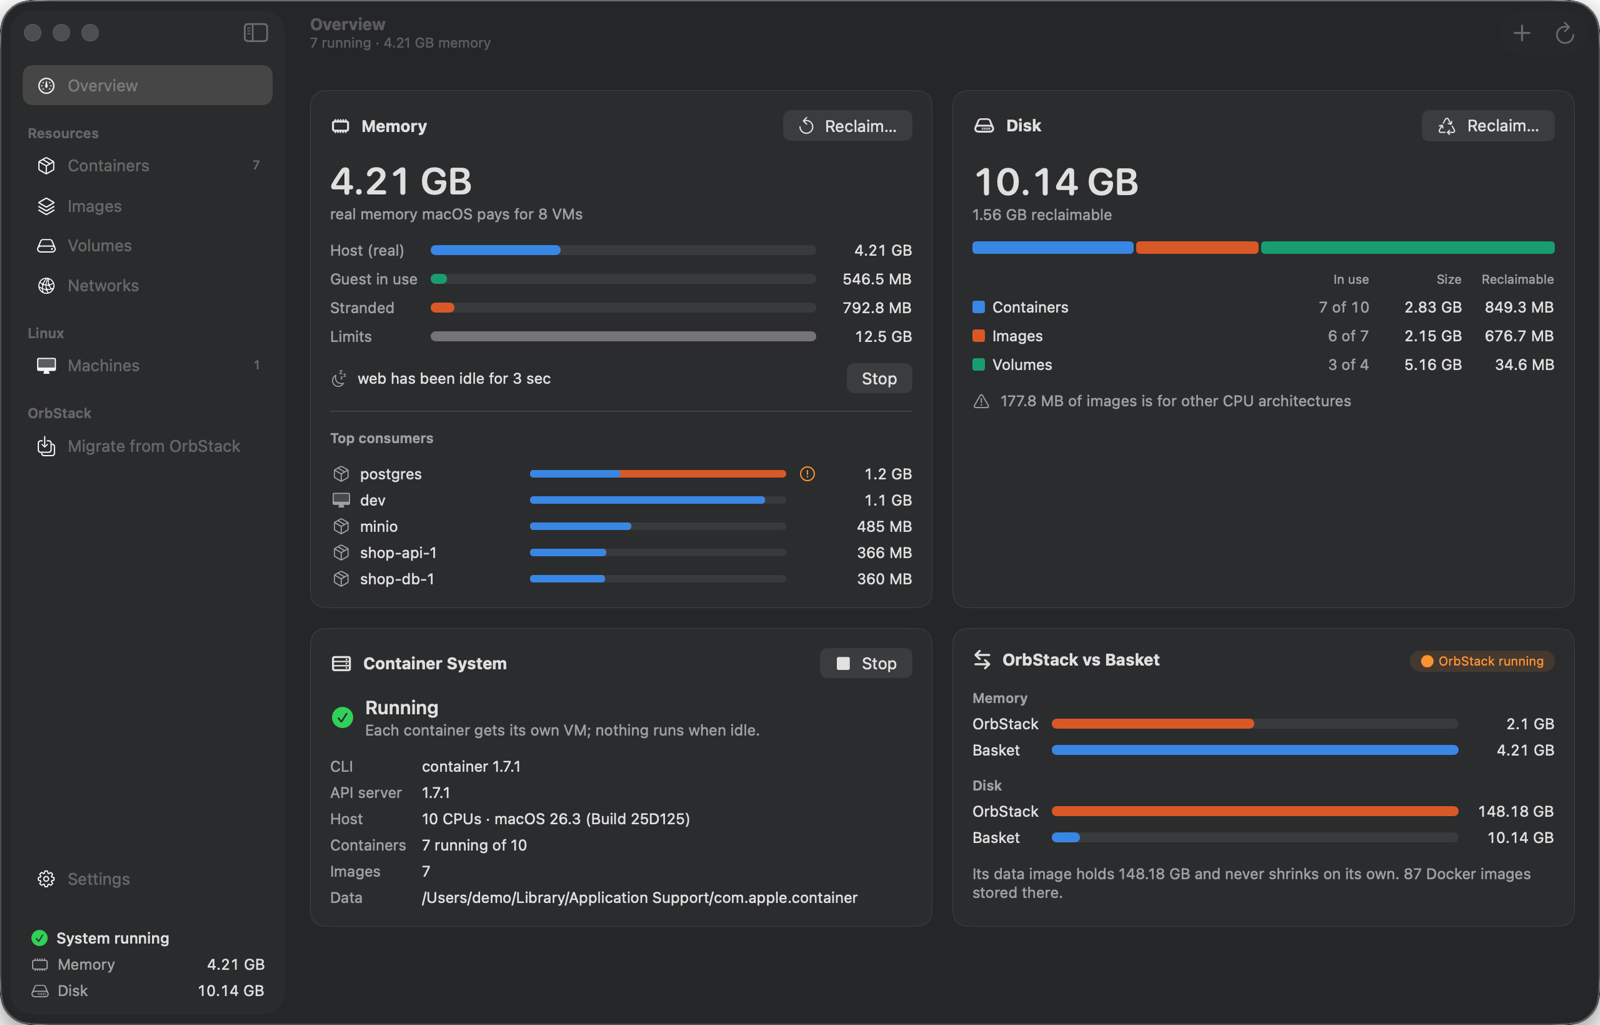 Overview
Resources
Containers 7
Images
Volumes
Networks
Linux
Machines 1
OrbStack
Migrate from OrbStack
Settings
System running
Memory 4.21 GB
Disk 10.14 GB
Overview
7 running · 4.21 GB memory
Memory
Reclaim...
4.21 GB
real memory macOS pays for 8 VMs
Host (real) 4.21 GB
Guest in use 546.5 MB
Stranded 792.8 MB
Limits 12.5 GB
web has been idle for 3 sec
Stop
Top consumers
postgres 1.2 GB
dev 1.1 GB
minio 485 MB
shop-api-1 366 MB
shop-db-1 360 MB
Disk
Reclaim...
10.14 GB
1.56 GB reclaimable
In use Size Reclaimable
Containers 7 of 10 2.83 GB 849.3 MB
Images 6 of 7 2.15 GB 676.7 MB
Volumes 3 of 4 5.16 GB 34.6 MB
177.8 MB of images is for other CPU architectures
Container System
Stop
Running
Each container gets its own VM; nothing runs when idle.
CLI container 1.7.1
API server 1.7.1
Host 10 CPUs · macOS 26.3 (Build 25D125)
Containers 7 running of 10
Images 7
Data /Users/demo/Library/Application Support/com.apple.container
OrbStack vs Basket
OrbStack running
Memory
OrbStack 2.1 GB
Basket 4.21 GB
Disk
OrbStack 148.18 GB
Basket 10.14 GB
Its data image holds 148.18 GB and never shrinks on its own. 87 Docker images
stored there.